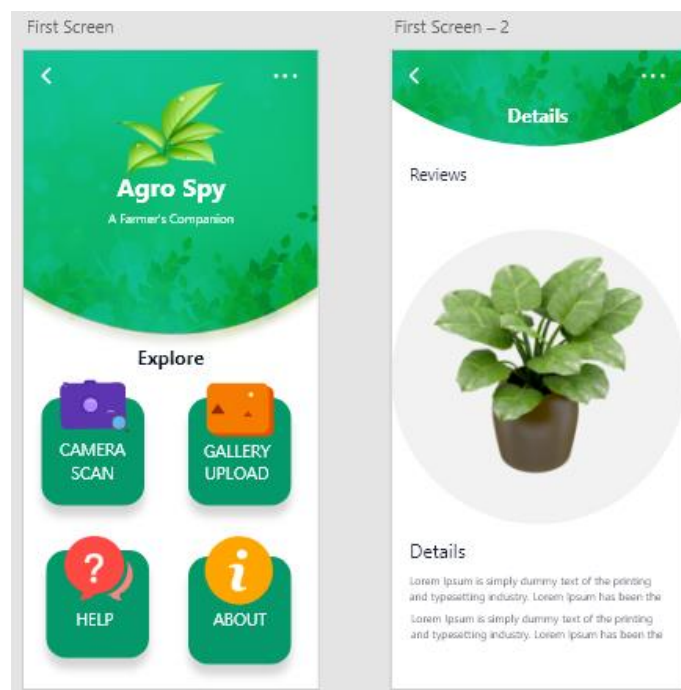 First Screen
Agro Spy
A Farmer's Companion
Explore
CAMERA
SCAN
GALLERY
UPLOAD
?
HELP
i
ABOUT
First Screen – 2
Details
Reviews
Details
Lorem Ipsum is simply dummy text of the printing
and typesetting industry. Lorem Ipsum has been the
Lorem Ipsum is simply dummy text of the printing
and typesetting industry. Lorem Ipsum has been the